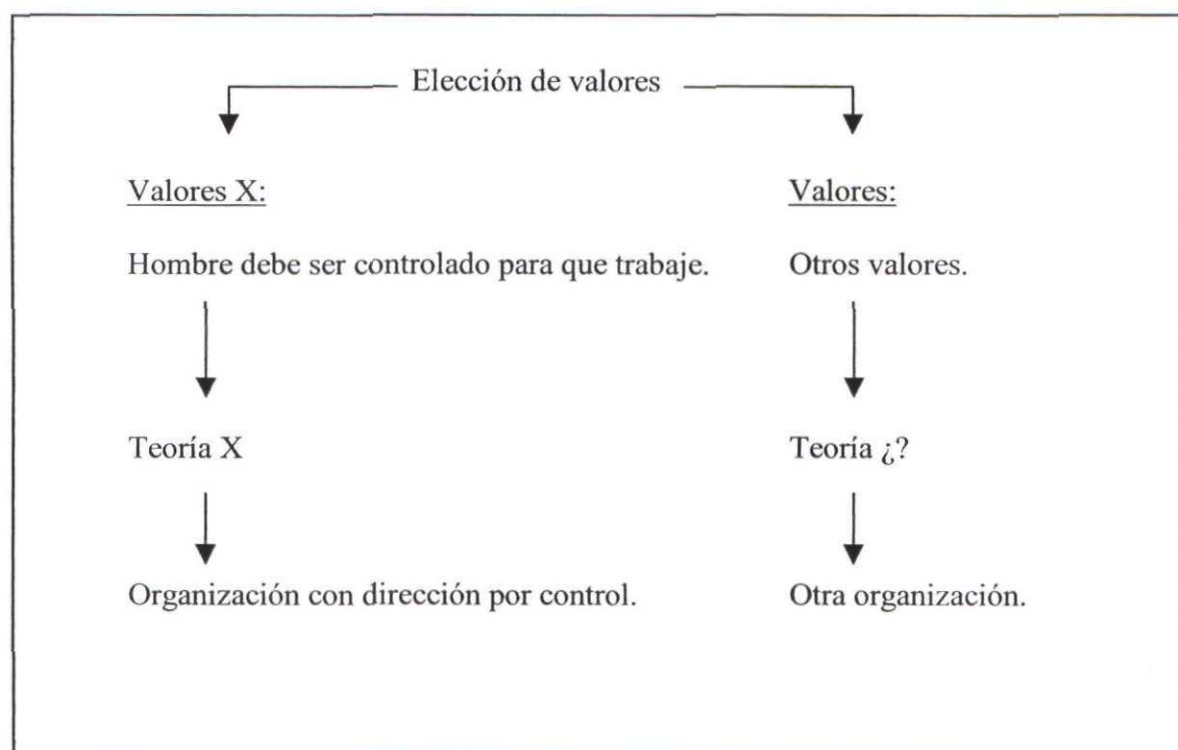 Elección de valores
Valores X:
Valores:
Hombre debe ser controlado para que trabaje.
Otros valores.
Teoría X
Teoría ¿?
Organización con dirección por control.
Otra organización.